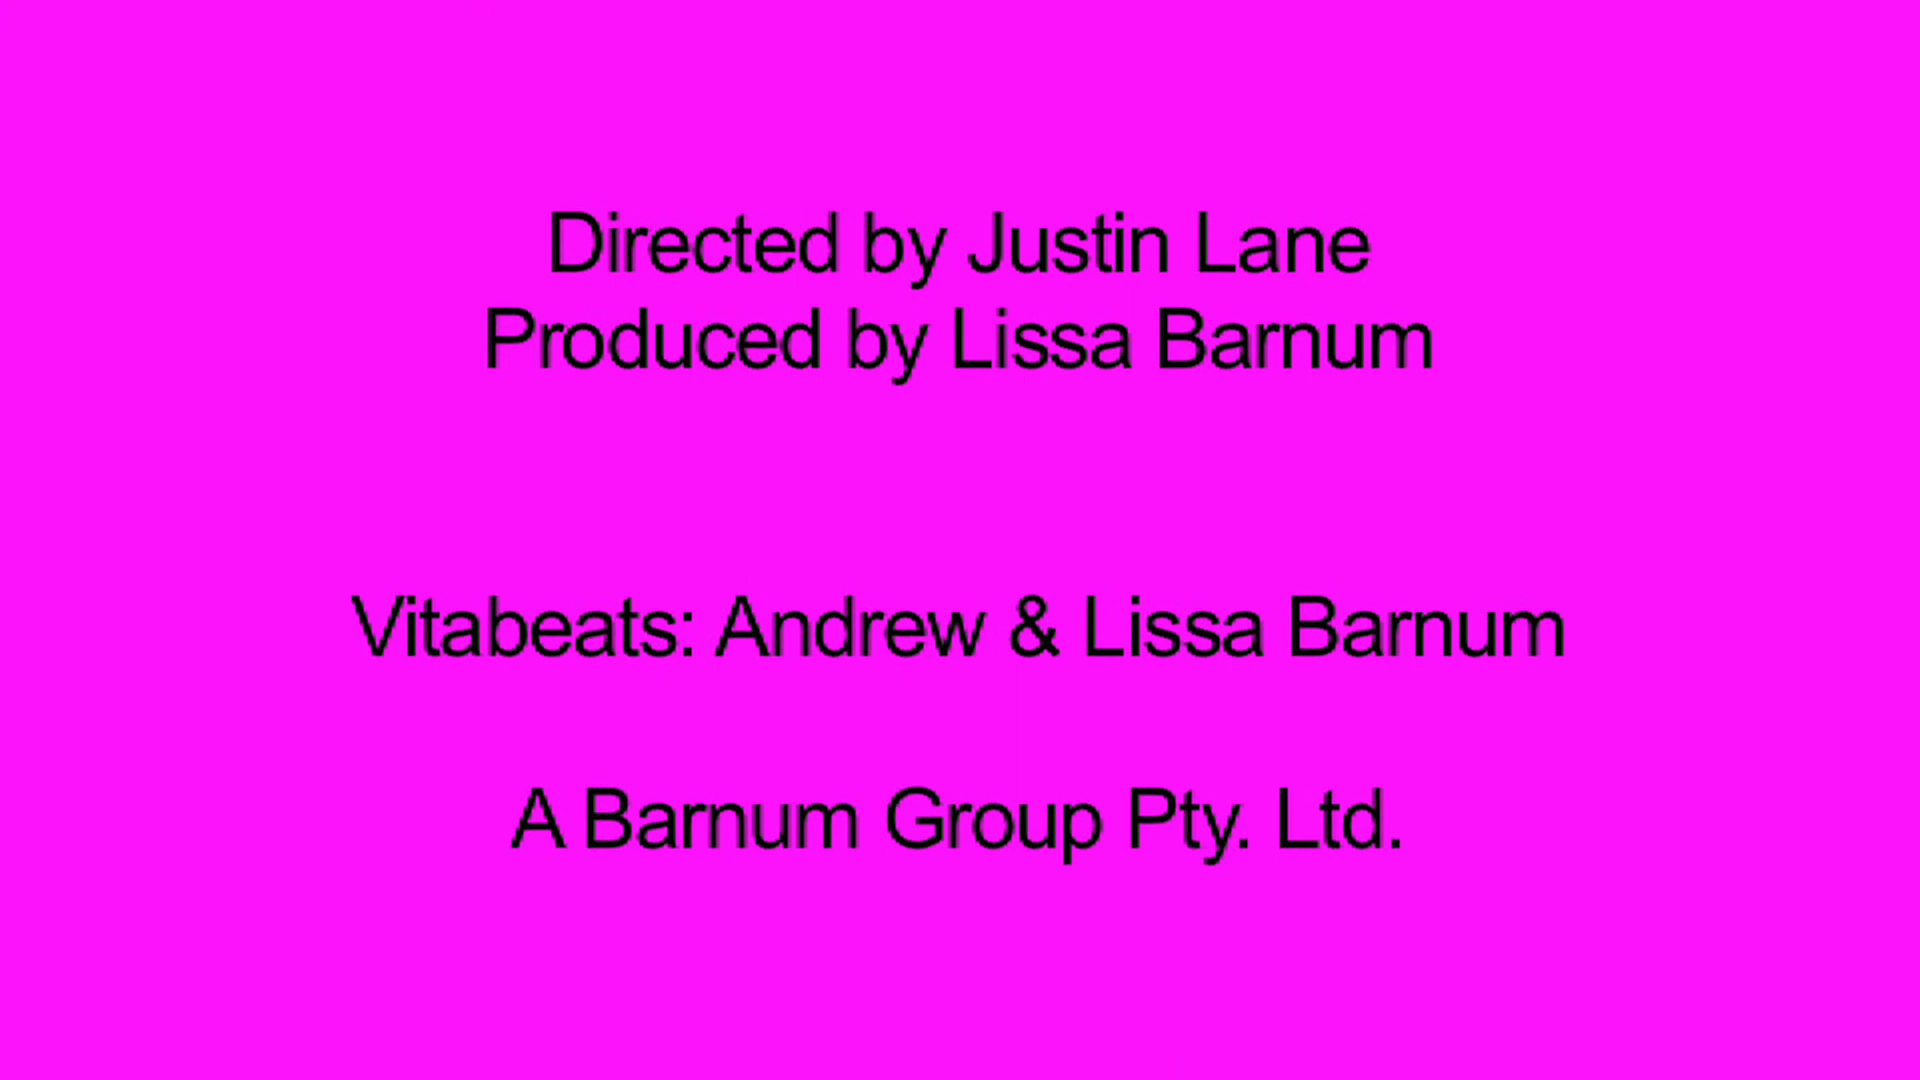 Directed by Justin Lane
Produced by Lissa Barnum
Vitabeats: Andrew & Lissa Barnum
A Barnum Group Pty. Ltd.